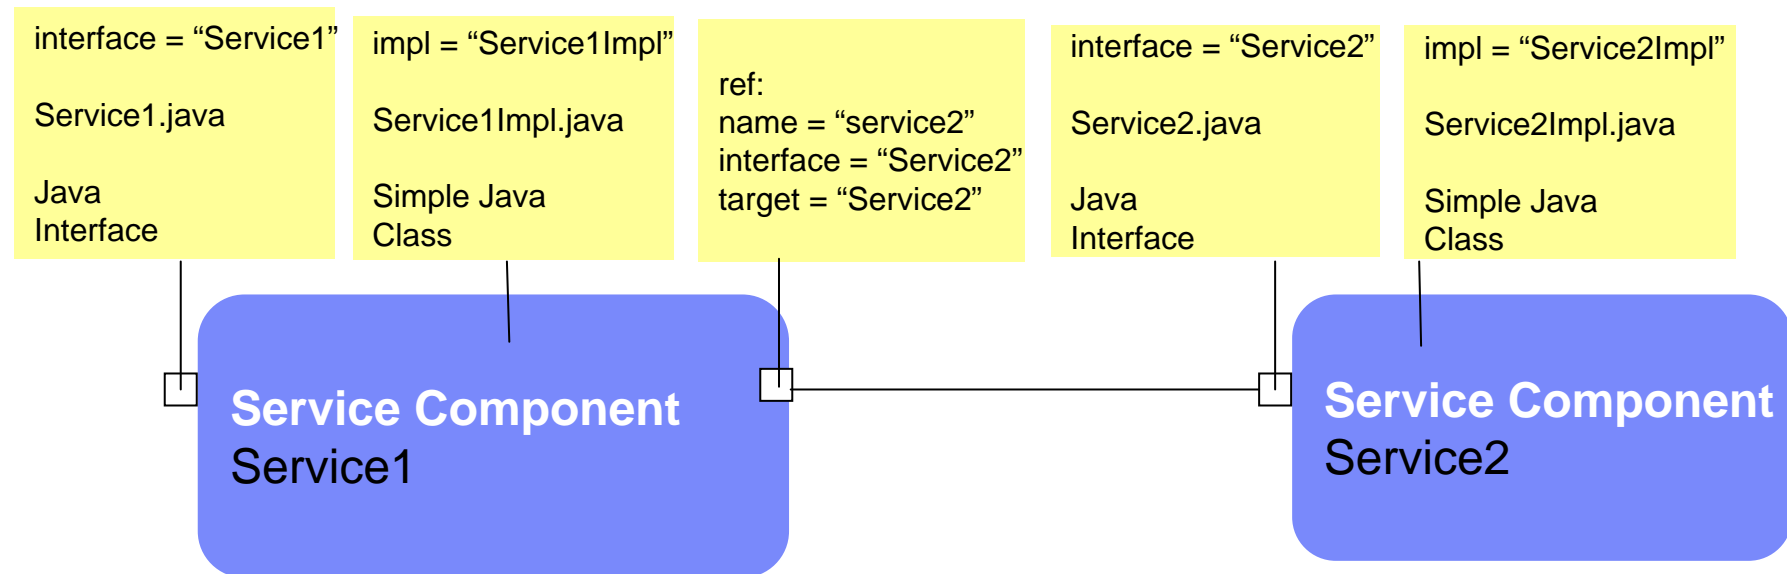 interface = “Service1”
Service1.java
Java
Interface
impl = “Service1Impl”
Service1Impl.java
Simple Java
Class
ref:
name = “service2”
interface = “Service2”
target = “Service2”
interface = “Service2”
Service2.java
Java
Interface
impl = “Service2Impl”
Service2Impl.java
Simple Java
Class
Service Component
Service1
Service Component
Service2